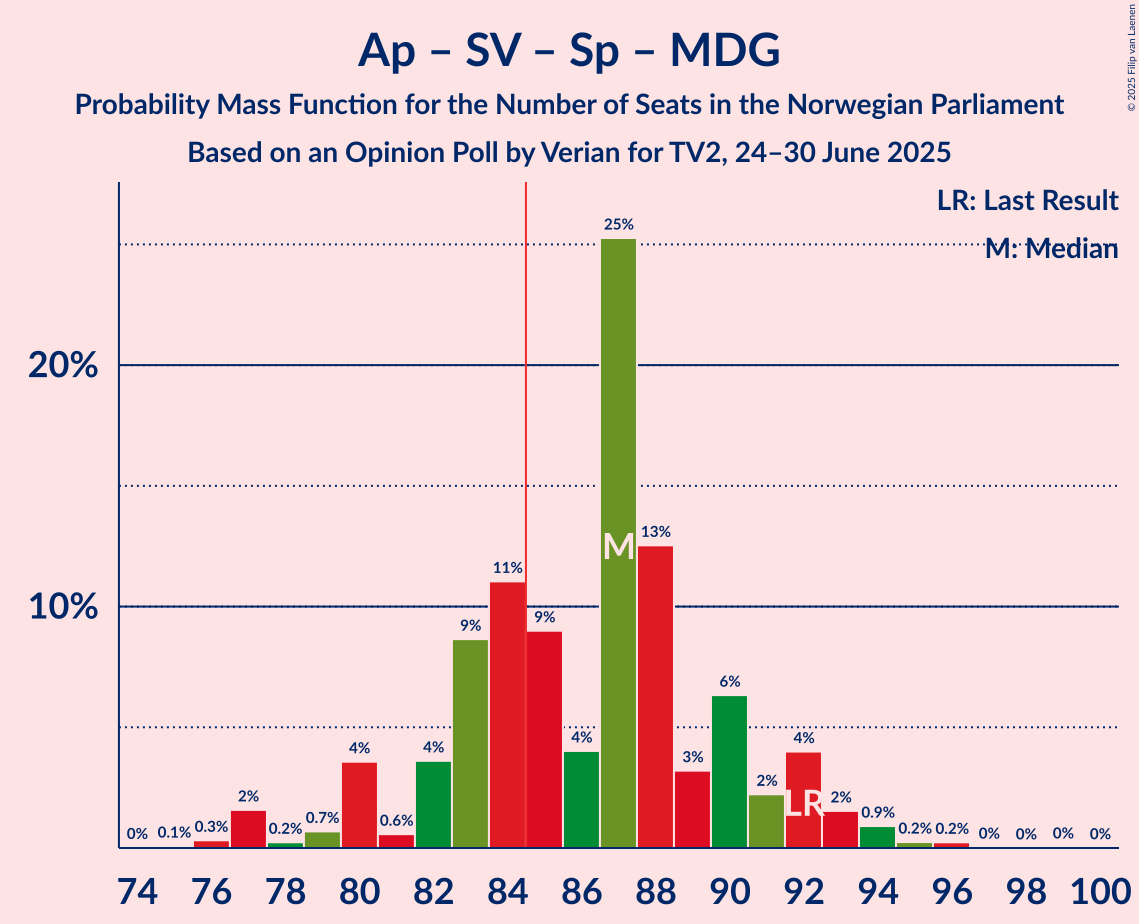 Ap – SV – Sp – MDG
Probability Mass Function for the Number of Seats in the Norwegian Parliament
Based on an Opinion Poll by Verian for TV2, 24–30 June 2025
© 2025 Filip van Laenen
LR: Last Result
M: Median
20%
10%
0% 0.1% 0.3% 2% 0.2% 0.7% 4% 0.6% 4% 9% 11% 9% 4% 25% 13% 3% 6% 2% 4% 2% 0.9% 0.2% 0.2% 0% 0% 0% 0%
M
LR
74 76 78 80 82 84 86 88 90 92 94 96 98 100